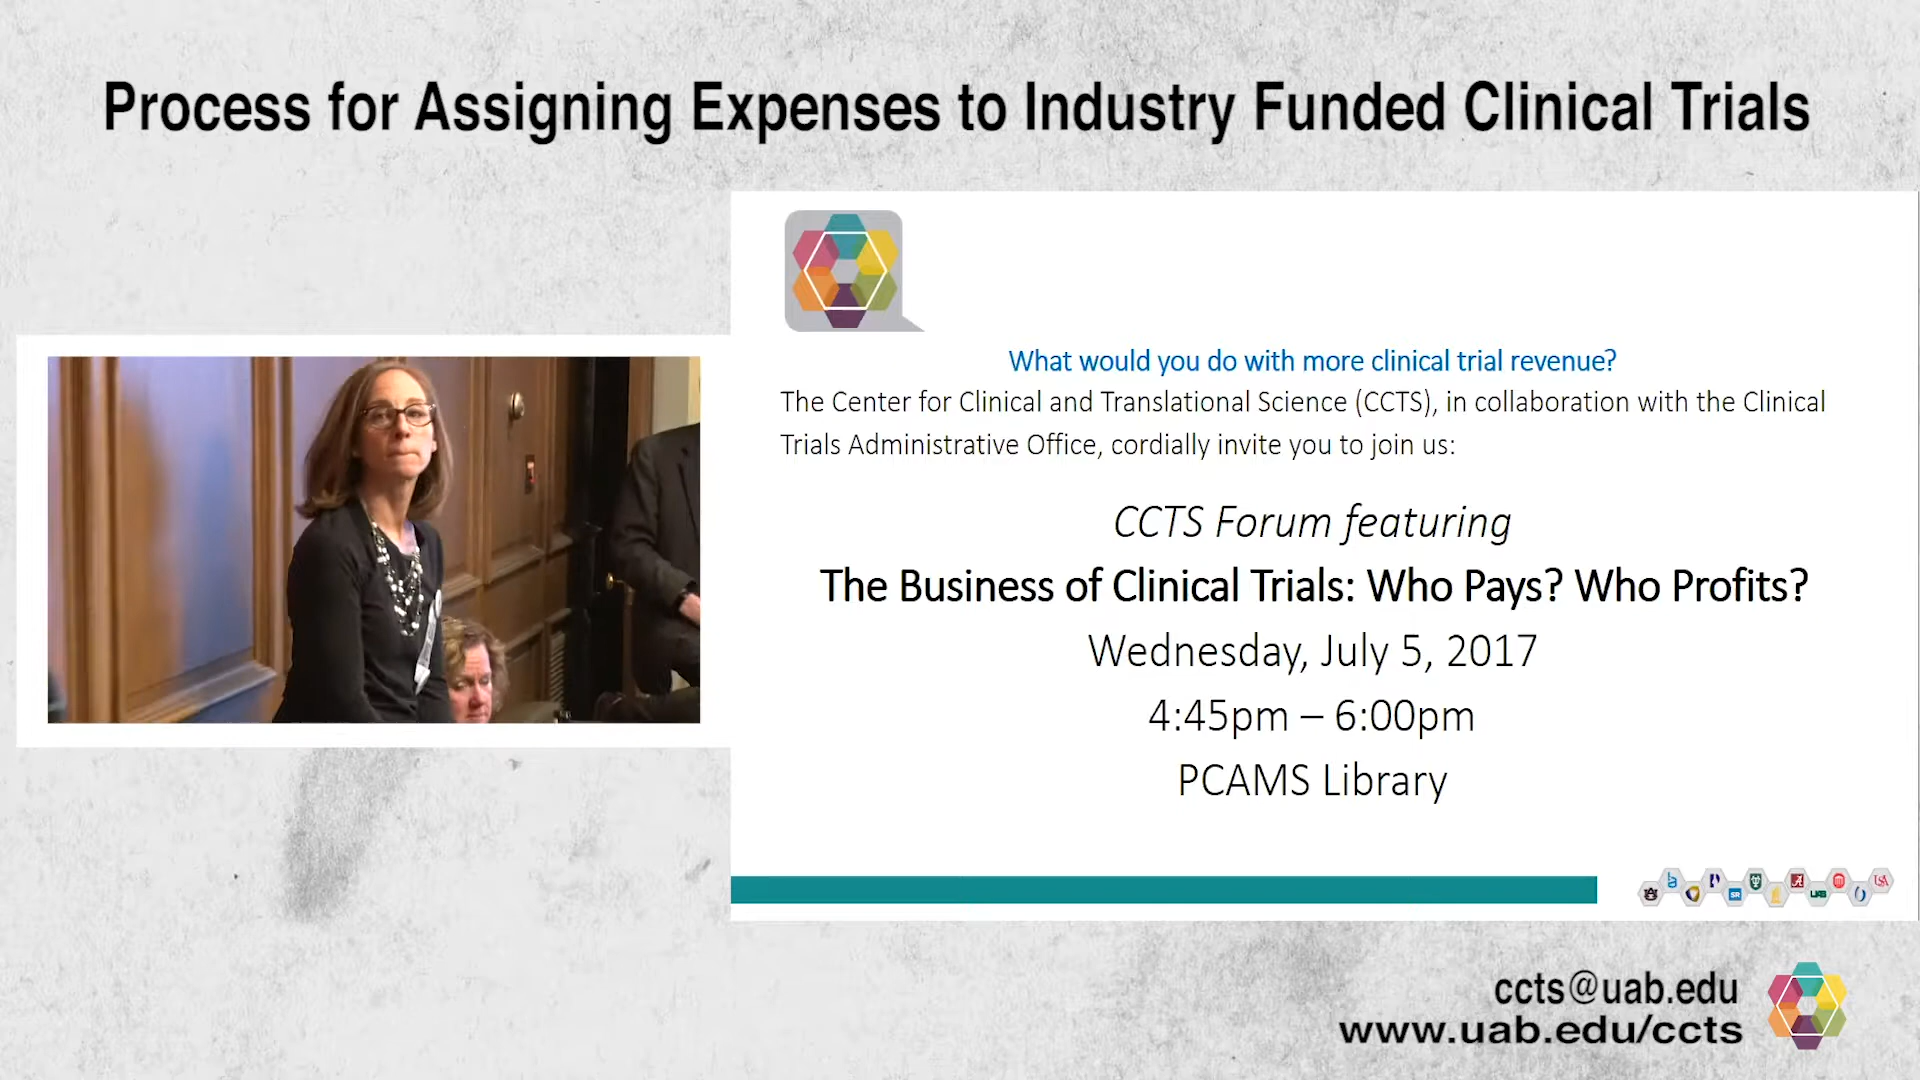 Process for Assigning Expenses to Industry Funded Clinical Trials
What would you do with more clinical trial revenue?
The Center for Clinical and Translational Science (CCTS), in collaboration with the Clinical
Trials Administrative Office, cordially invite you to join us:
CCTS Forum featuring
The Business of Clinical Trials: Who Pays? Who Profits?
Wednesday, July 5, 2017
4:45pm – 6:00pm
PCAMS Library
ccts@uab.edu
www.uab.edu/ccts